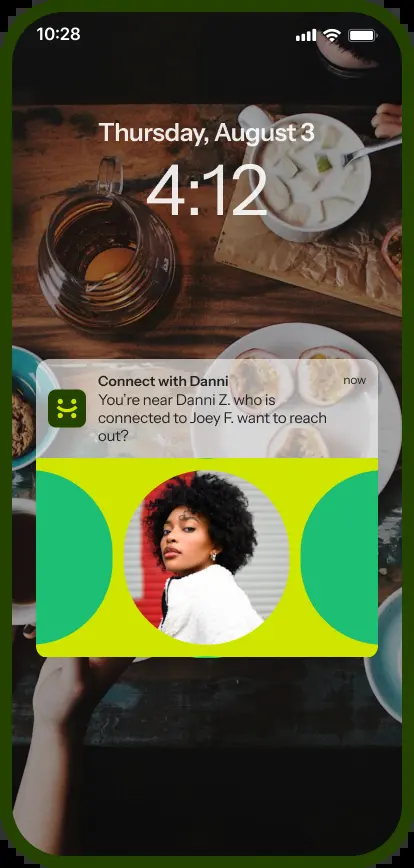 10:28
Thursday, August 3
4:12
Connect with Danni
now
You're near Danni Z. who is
connected to Joey F. want to reach
out?